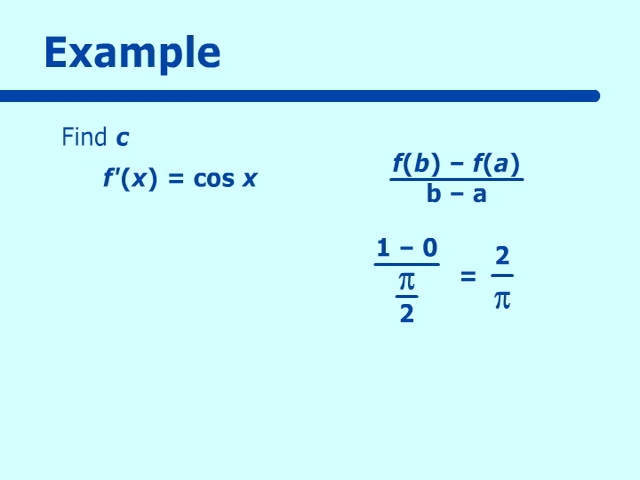 Example
Find c
f'(x) = cos x
f(b) – f(a)
b – a
1 – 0
π
2
=
2
π